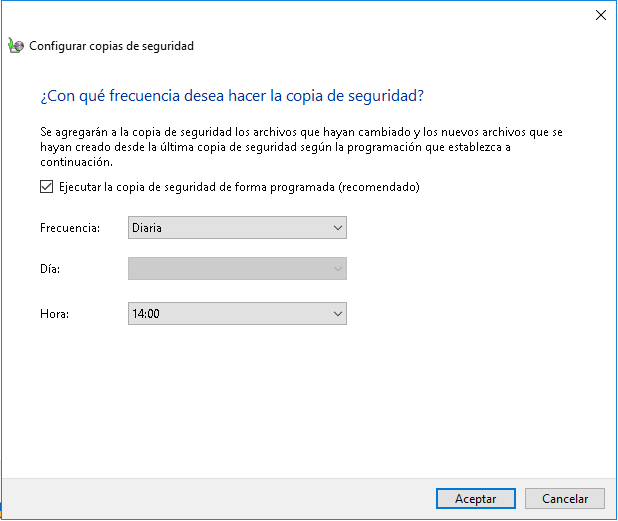 Configurar copias de seguridad
¿Con qué frecuencia desea hacer la copia de seguridad?
Se agregarán a la copia de seguridad los archivos que hayan cambiado y los nuevos archivos que se
hayan creado desde la última copia de seguridad según la programación que establezca a
continuación.
Ejecutar la copia de seguridad de forma programada (recomendado)
Frecuencia: Diaria
Día:
Hora: 14:00
Aceptar Cancelar